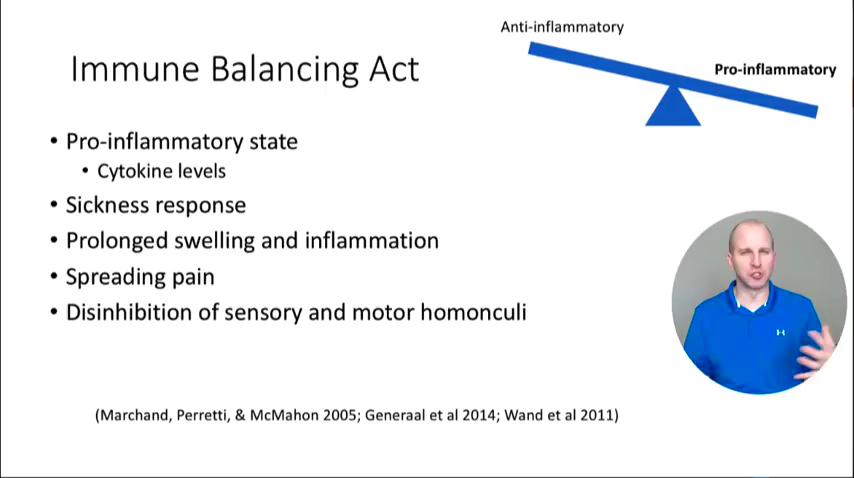 Anti-inflammatory
Pro-inflammatory
Immune Balancing Act
• Pro-inflammatory state
• Cytokine levels
• Sickness response
• Prolonged swelling and inflammation
• Spreading pain
• Disinhibition of sensory and motor homonculi
(Marchand, Perretti, & McMahon 2005; Generaal et al 2014; Wand et al 2011)